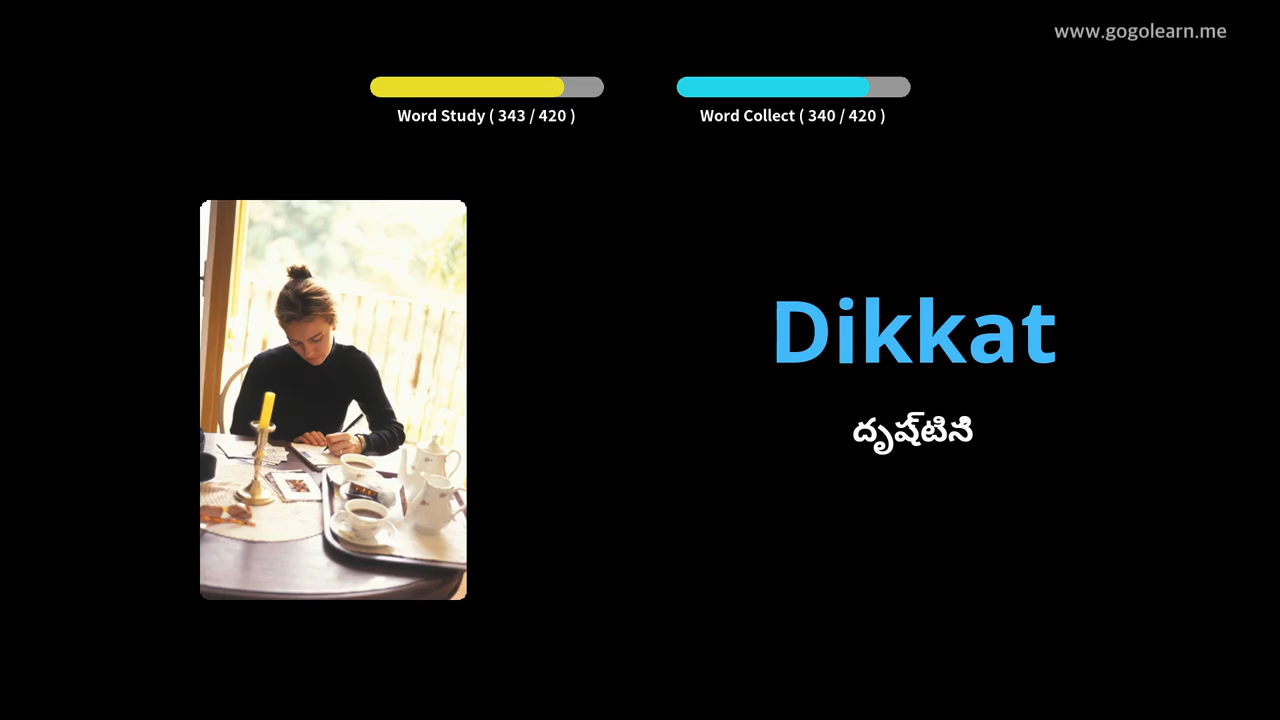 www.gogolearn.me
Word Study ( 343 / 420 )
Word Collect ( 340 / 420 )
Dikkat
దృష్‌టిని